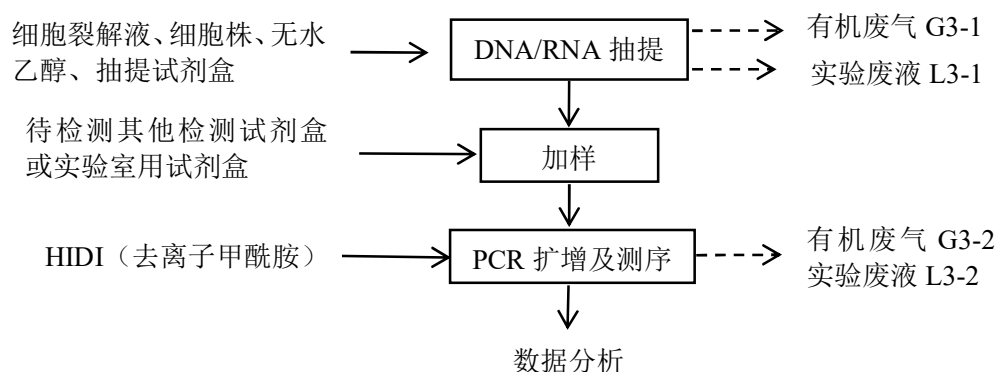 细胞裂解液、细胞株、无水
乙醇、抽提试剂盒
DNA/RNA 抽提
有机废气 G3-1
实验废液 L3-1
待检测其他检测试剂盒
或实验室用试剂盒
加样
HIDI（去离子甲酰胺）
PCR 扩增及测序
有机废气 G3-2
实验废液 L3-2
数据分析